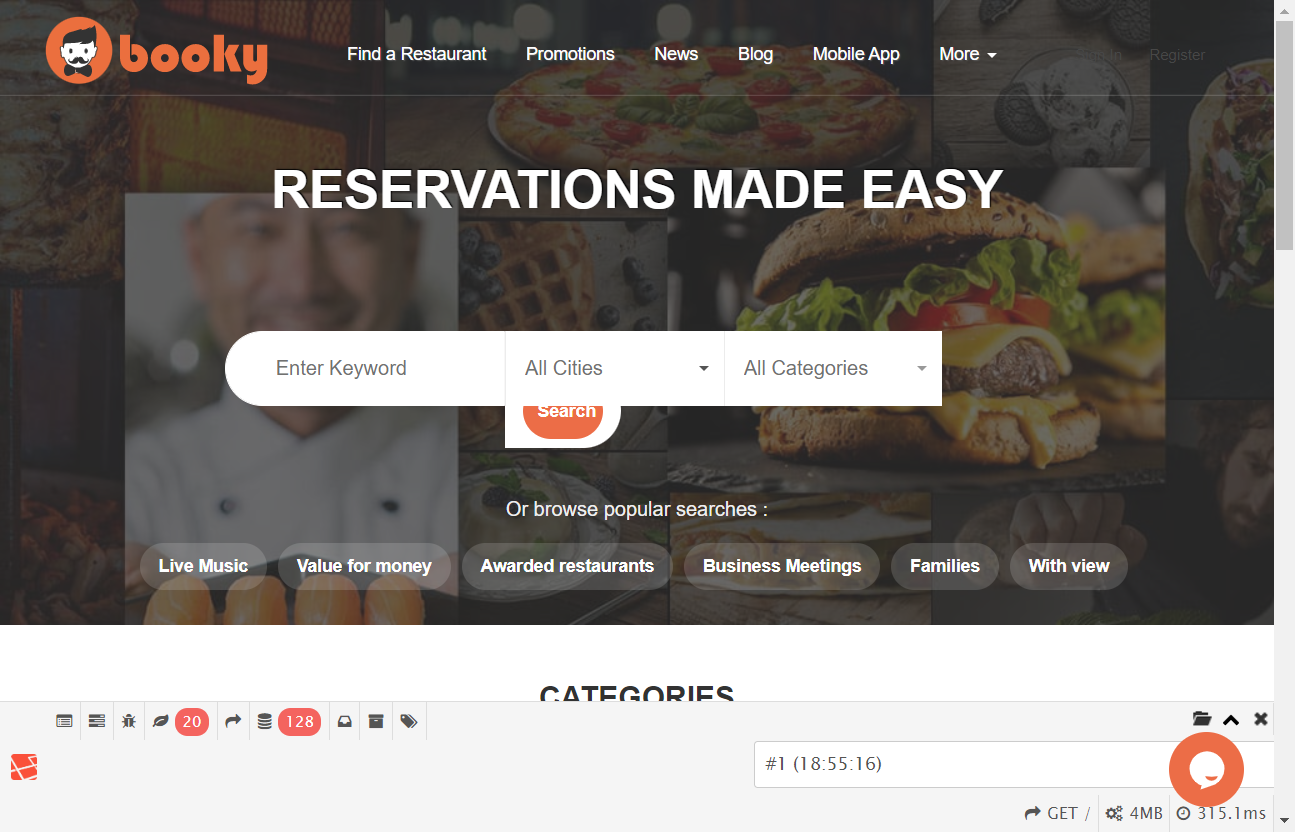 booky
Find a Restaurant Promotions News Blog Mobile App More Register
RESERVATIONS MADE EASY
Enter Keyword All Cities All Categories
Search
Or browse popular searches :
Live Music Value for money Awarded restaurants Business Meetings Families With view
CATEGORIES
20 128
#1 (18:55:16)
GET / 4MB 315.1ms